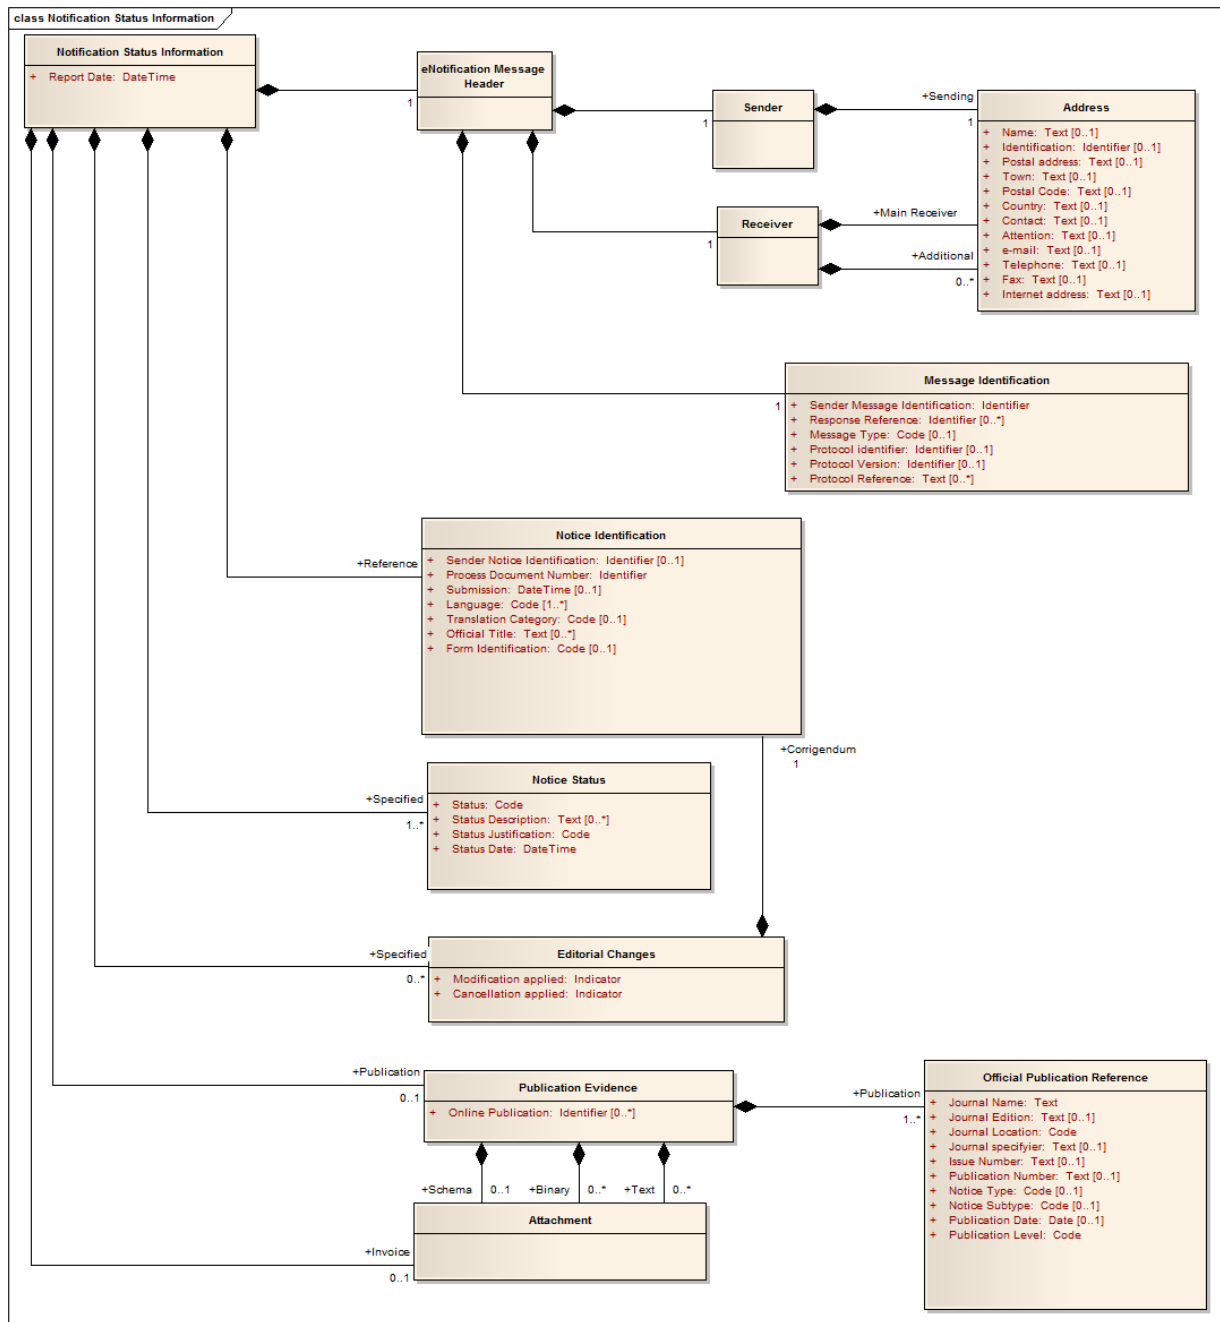 class Notification Status Information
Notification Status Information
+ Report Date: DateTime
eNotification Message
Header
1
Sender
1
+Sending
1
Address
+ Name: Text [0..1]
+ Identification: Identifier [0..1]
+ Postal address: Text [0..1]
+ Town: Text [0..1]
+ Postal Code: Text [0..1]
+ Country: Text [0..1]
+ Contact: Text [0..1]
+ Attention: Text [0..1]
+ e-mail: Text [0..1]
+ Telephone: Text [0..1]
+ Fax: Text [0..1]
+ Internet address: Text [0..1]
Receiver
1
+Main Receiver
+Additional
0..*
Message Identification
1
+ Sender Message Identification: Identifier
+ Response Reference: Identifier [0..*]
+ Message Type: Code [0..1]
+ Protocol identifier: Identifier [0..1]
+ Protocol Version: Identifier [0..1]
+ Protocol Reference: Text [0..*]
+Reference
Notice Identification
+ Sender Notice Identification: Identifier [0..1]
+ Process Document Number: Identifier
+ Submission: DateTime [0..1]
+ Language: Code [1..*]
+ Translation Category: Code [0..1]
+ Official Title: Text [0..*]
+ Form Identification: Code [0..1]
+Corrigendum
1
+Specified
1..*
Notice Status
+ Status: Code
+ Status Description: Text [0..*]
+ Status Justification: Code
+ Status Date: DateTime
+Specified
0..*
Editorial Changes
+ Modification applied: Indicator
+ Cancellation applied: Indicator
+Publication
0..1
Publication Evidence
+ Online Publication: Identifier [0..*]
+Publication
1..*
Official Publication Reference
+ Journal Name: Text
+ Journal Edition: Text [0..1]
+ Journal Location: Code
+ Journal specifyier: Text [0..1]
+ Issue Number: Text [0..1]
+ Publication Number: Text [0..1]
+ Notice Type: Code [0..1]
+ Notice Subtype: Code [0..1]
+ Publication Date: Date [0..1]
+ Publication Level: Code
+Schema 0..1 +Binary 0..* +Text 0..*
Attachment
+Invoice
0..1